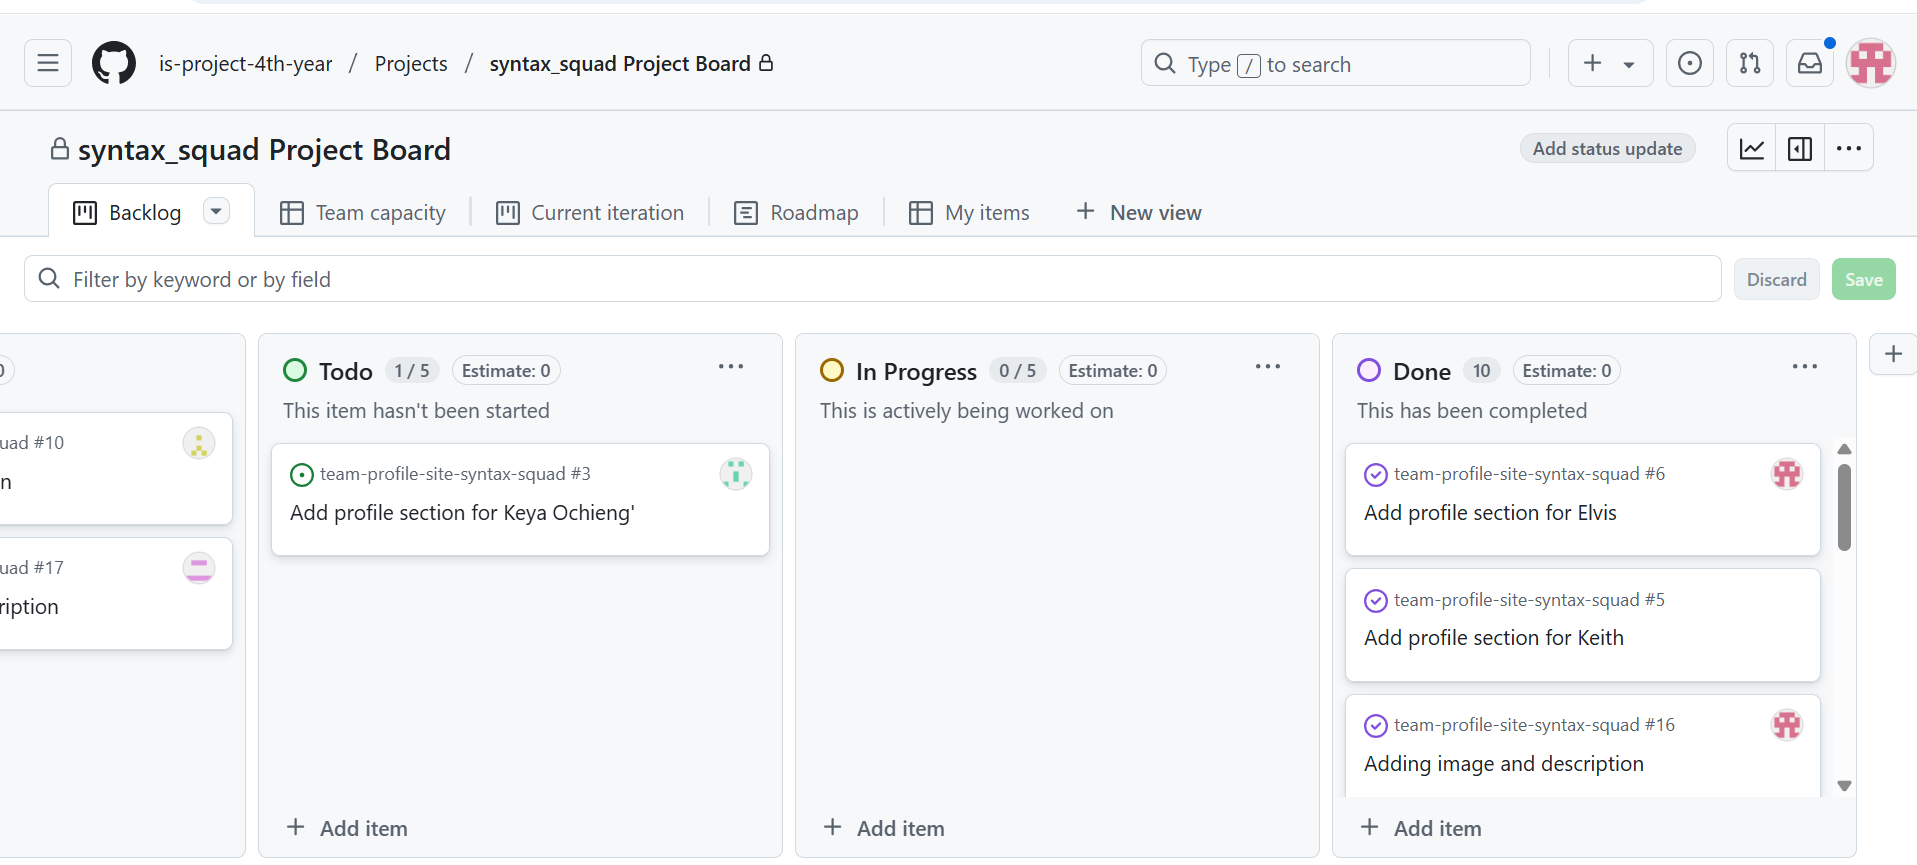 is-project-4th-year / Projects / syntax_squad Project Board
Type / to search
syntax_squad Project Board
Add status update
Backlog
Team capacity
Current iteration
Roadmap
My items
New view
Filter by keyword or by field
Discard
Save
0
uad #10
n
uad #17
ription
Todo 1 / 5 Estimate: 0
This item hasn't been started
team-profile-site-syntax-squad #3
Add profile section for Keya Ochieng'
Add item
In Progress 0 / 5 Estimate: 0
This is actively being worked on
Add item
Done 10 Estimate: 0
This has been completed
team-profile-site-syntax-squad #6
Add profile section for Elvis
team-profile-site-syntax-squad #5
Add profile section for Keith
team-profile-site-syntax-squad #16
Adding image and description
Add item